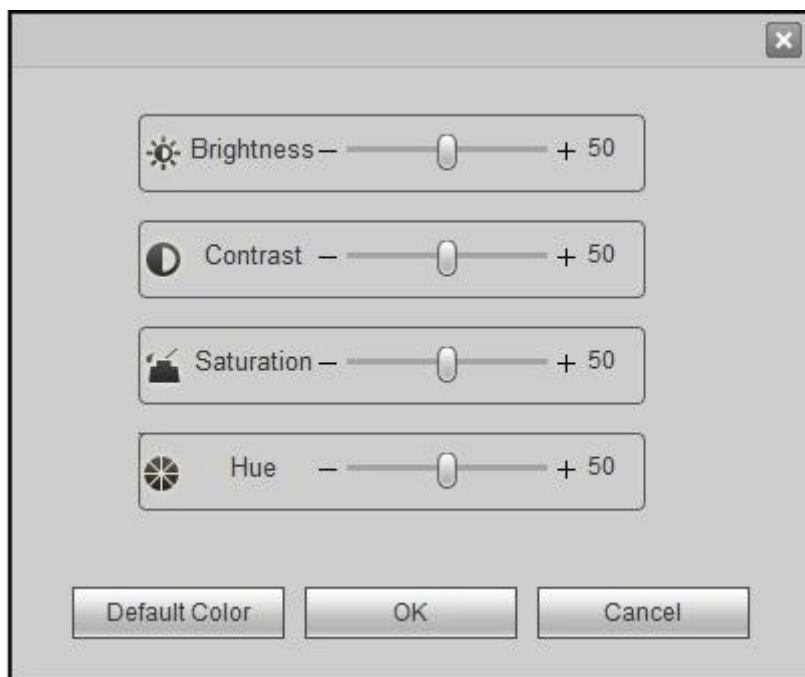 Brightness – + 50
Contrast – + 50
Saturation – + 50
Hue – + 50
Default Color OK Cancel